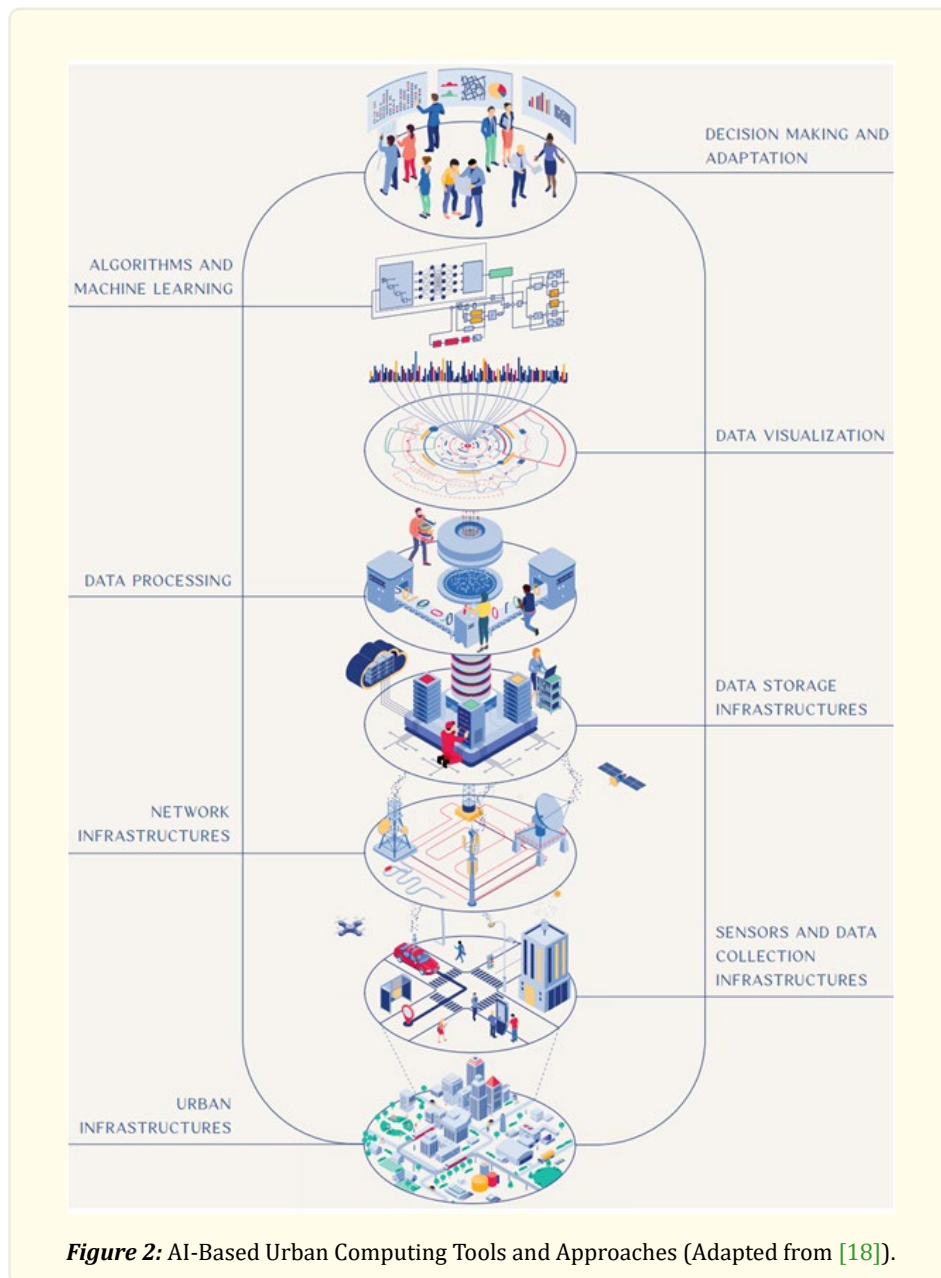 DECISION MAKING AND
ADAPTATION
ALGORITHMS AND
MACHINE LEARNING
DATA VISUALIZATION
DATA PROCESSING
DATA STORAGE
INFRASTRUCTURES
NETWORK
INFRASTRUCTURES
SENSORS AND DATA
COLLECTION
INFRASTRUCTURES
URBAN
INFRASTRUCTURES
Figure 2: AI-Based Urban Computing Tools and Approaches (Adapted from [18]).